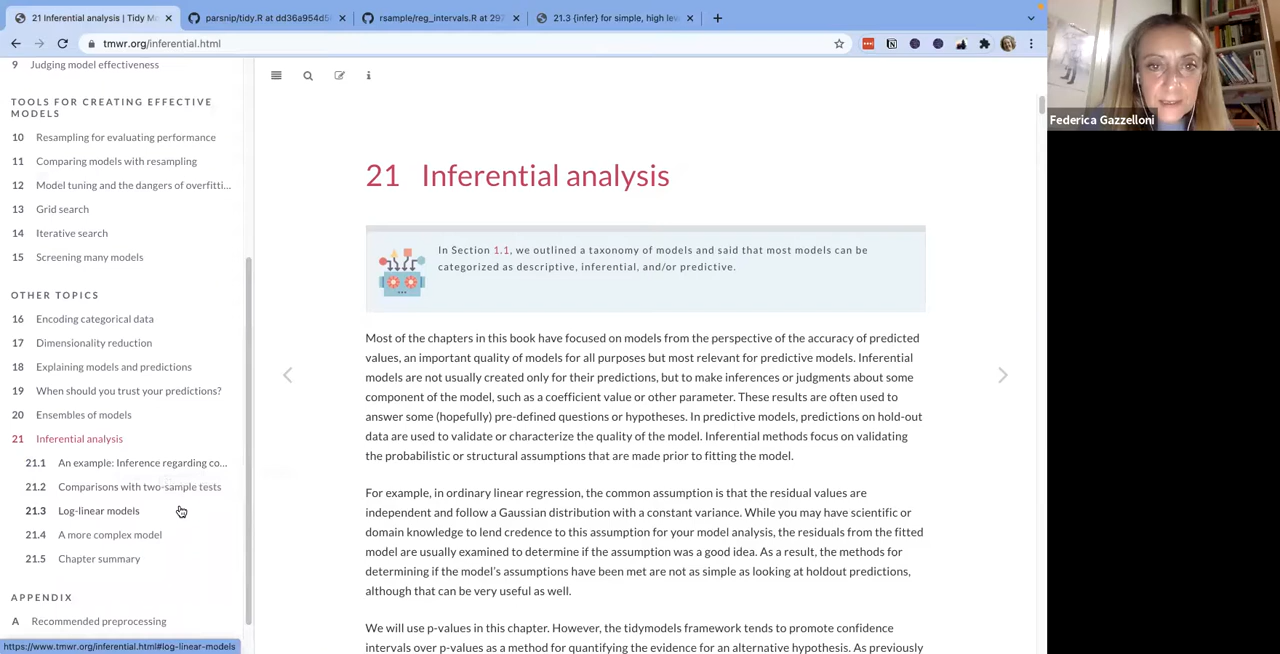 21 Inferential analysis | Tidy Mo
parsnip/tidy.R at dd36a954d5
rsample/reg_intervals.R at 29
21.3 {infer} for simple, high lev
tmwr.org/inferential.html
9 Judging model effectiveness
TOOLS FOR CREATING EFFECTIVE
MODELS
10 Resampling for evaluating performance
11 Comparing models with resampling
12 Model tuning and the dangers of overfitti...
13 Grid search
14 Iterative search
15 Screening many models
OTHER TOPICS
16 Encoding categorical data
17 Dimensionality reduction
18 Explaining models and predictions
19 When should you trust your predictions?
20 Ensembles of models
21 Inferential analysis
21.1 An example: Inference regarding co...
21.2 Comparisons with two-sample tests
21.3 Log-linear models
21.4 A more complex model
21.5 Chapter summary
APPENDIX
A Recommended preprocessing
https://www.tmwr.org/inferential.html#log-linear-models
21 Inferential analysis
In Section 1.1, we outlined a taxonomy of models and said that most models can be
categorized as descriptive, inferential, and/or predictive.
Most of the chapters in this book have focused on models from the perspective of the accuracy of predicted
values, an important quality of models for all purposes but most relevant for predictive models. Inferential
models are not usually created only for their predictions, but to make inferences or judgments about some
component of the model, such as a coefficient value or other parameter. These results are often used to
answer some (hopefully) pre-defined questions or hypotheses. In predictive models, predictions on hold-out
data are used to validate or characterize the quality of the model. Inferential methods focus on validating
the probabilistic or structural assumptions that are made prior to fitting the model.
For example, in ordinary linear regression, the common assumption is that the residual values are
independent and follow a Gaussian distribution with a constant variance. While you may have scientific or
domain knowledge to lend credence to this assumption for your model analysis, the residuals from the fitted
model are usually examined to determine if the assumption was a good idea. As a result, the methods for
determining if the model's assumptions have been met are not as simple as looking at holdout predictions,
although that can be very useful as well.
We will use p-values in this chapter. However, the tidymodels framework tends to promote confidence
intervals over p-values as a method for quantifying the evidence for an alternative hypothesis. As previously
Federica Gazzelloni